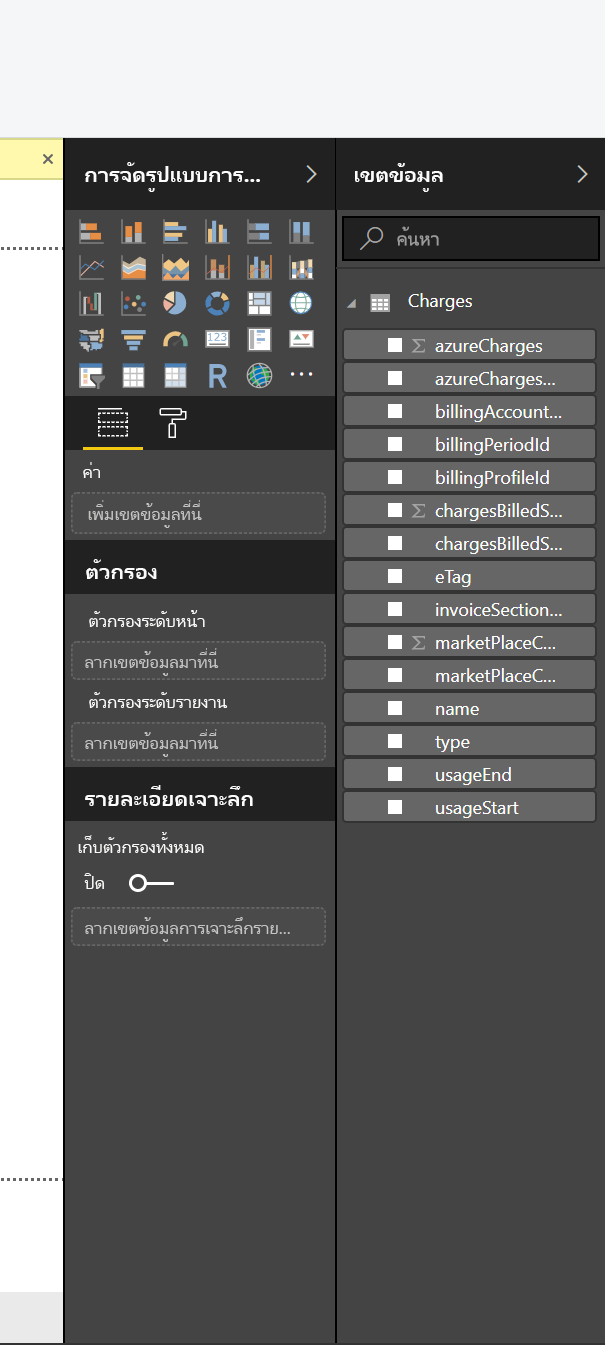 การจัดรูปแบบการ...
123
R
ค่า
เพิ่มเขตข้อมูลที่นี่
ตัวกรอง
ตัวกรองระดับหน้า
ลากเขตข้อมูลมาที่นี่
ตัวกรองระดับรายงาน
ลากเขตข้อมูลมาที่นี่
รายละเอียดเจาะลึก
เก็บตัวกรองทั้งหมด
ปิด
ลากเขตข้อมูลการเจาะลึกราย...
เขตข้อมูล
ค้นหา
Charges
Σ azureCharges
azureCharges...
billingAccount...
billingPeriodId
billingProfileId
Σ chargesBilledS...
chargesBilledS...
eTag
invoiceSection...
Σ marketPlaceC...
marketPlaceC...
name
type
usageEnd
usageStart